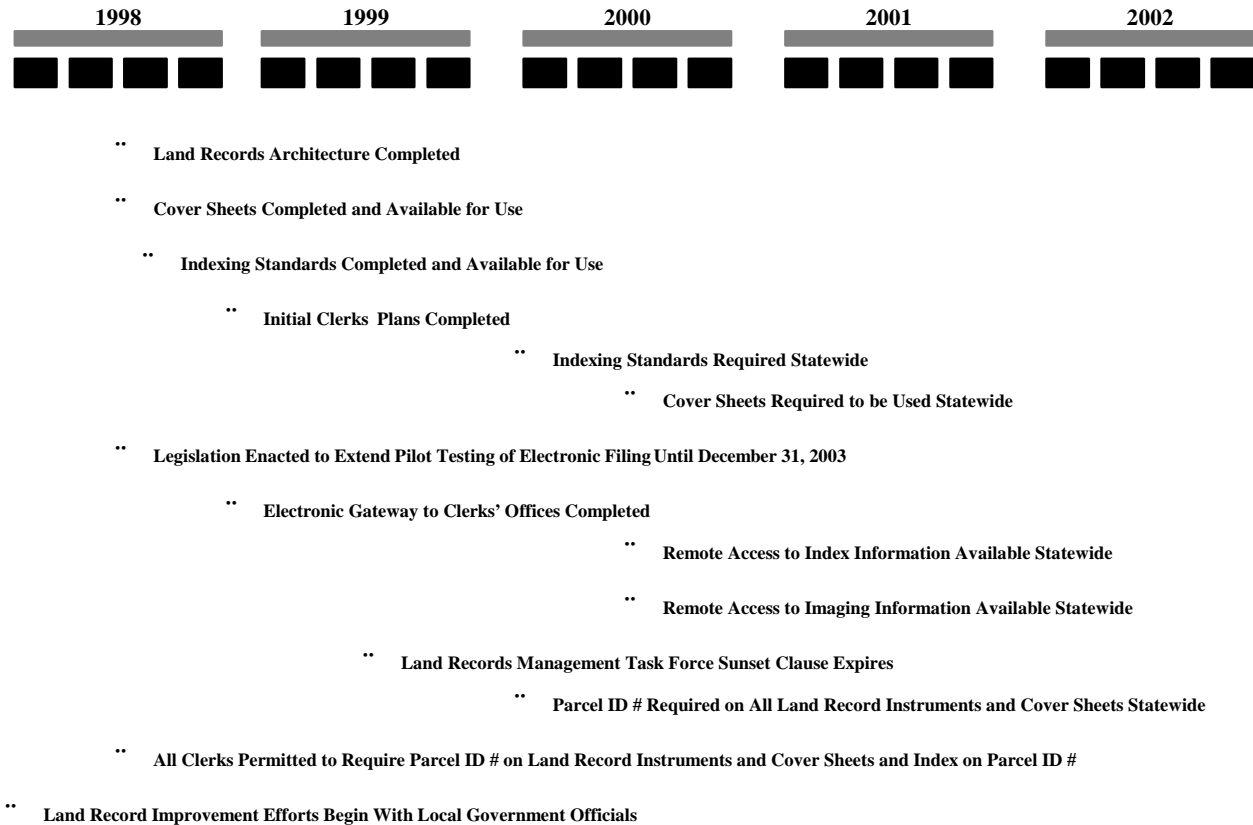 1998 1999 2000 2001 2002
¨ Land Records Architecture Completed
¨ Cover Sheets Completed and Available for Use
¨ Indexing Standards Completed and Available for Use
¨ Initial Clerks Plans Completed
¨ Indexing Standards Required Statewide
¨ Cover Sheets Required to be Used Statewide
¨ Legislation Enacted to Extend Pilot Testing of Electronic Filing Until December 31, 2003
¨ Electronic Gateway to Clerks’ Offices Completed
¨ Remote Access to Index Information Available Statewide
¨ Remote Access to Imaging Information Available Statewide
¨ Land Records Management Task Force Sunset Clause Expires
¨ Parcel ID # Required on All Land Record Instruments and Cover Sheets Statewide
¨ All Clerks Permitted to Require Parcel ID # on Land Record Instruments and Cover Sheets and Index on Parcel ID #
¨ Land Record Improvement Efforts Begin With Local Government Officials